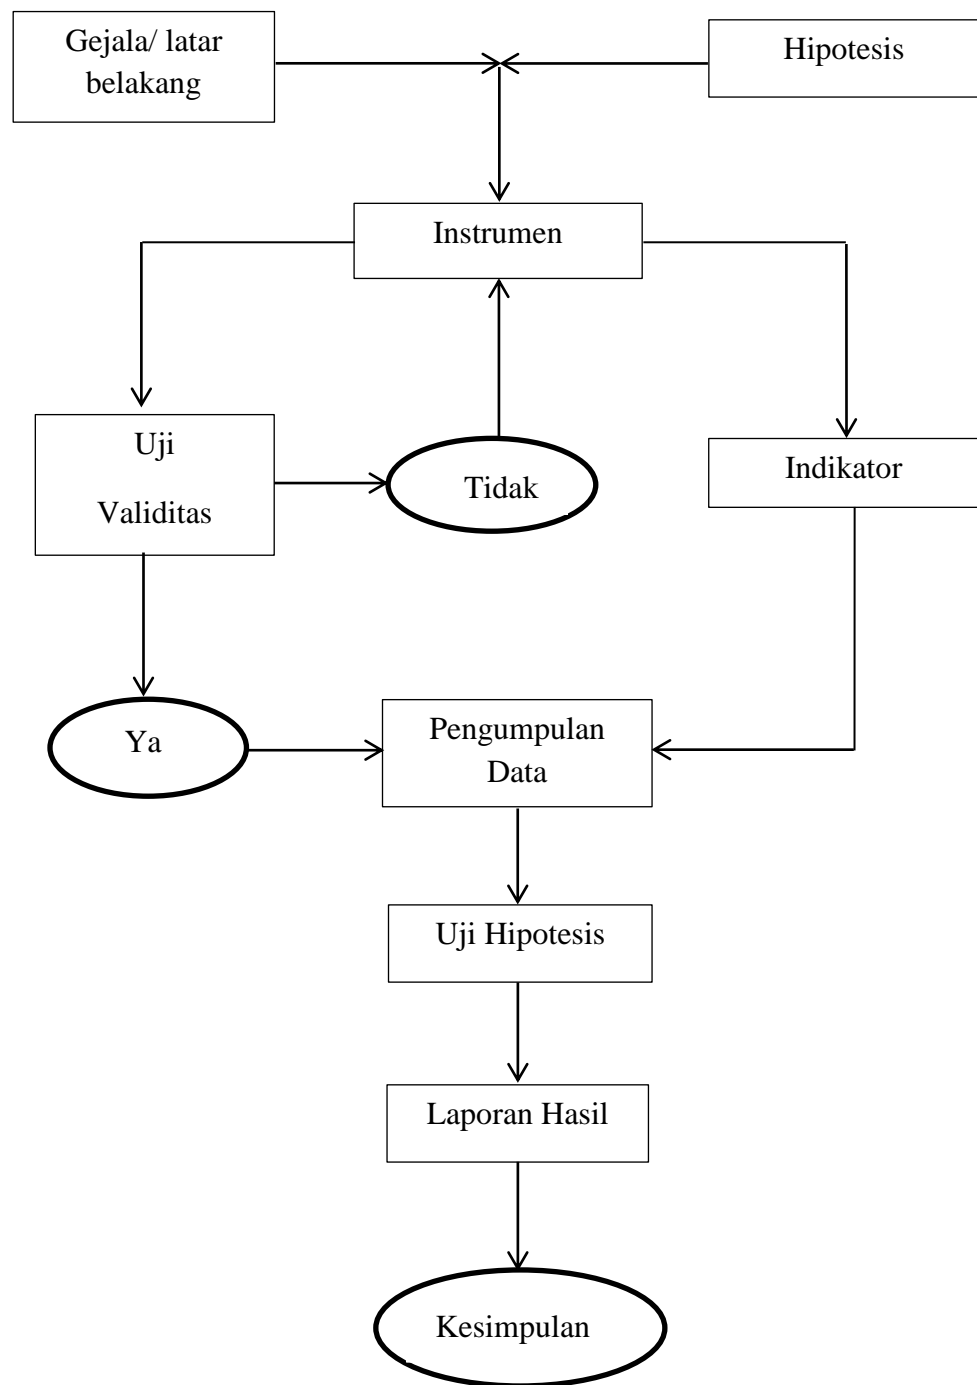 Gejala/ latar
belakang
Hipotesis
Instrumen
Uji
Validitas
Tidak
Indikator
Ya
Pengumpulan
Data
Uji Hipotesis
Laporan Hasil
Kesimpulan